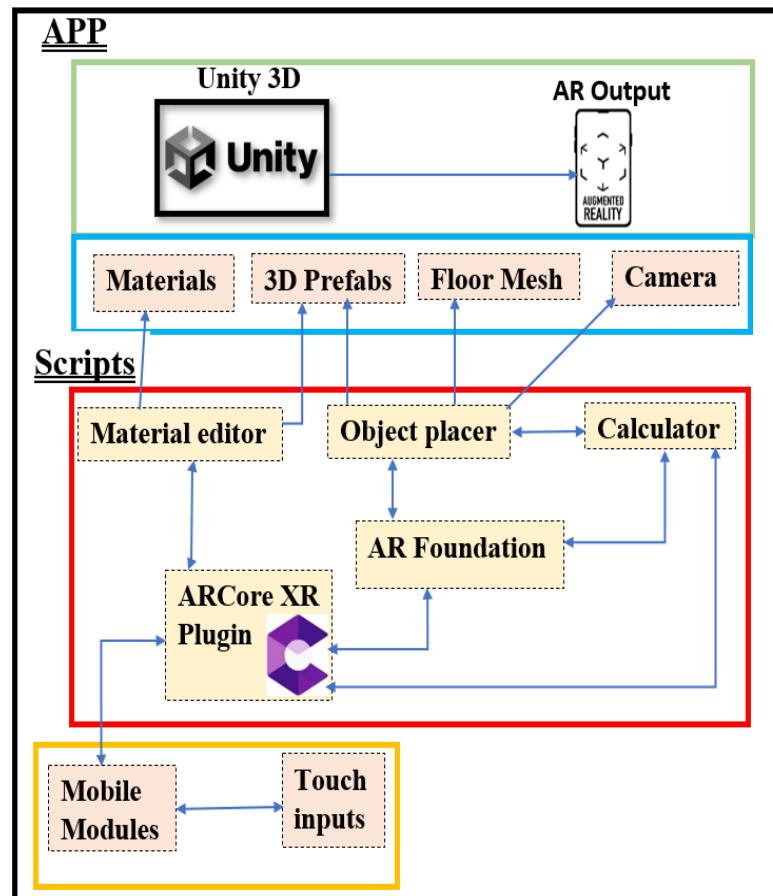 APP
Unity 3D
AR Output
Unity
AUGMENTED
REALITY
Materials
3D Prefabs
Floor Mesh
Camera
Scripts
Material editor
Object placer
Calculator
AR Foundation
ARCore XR
Plugin
Mobile
Modules
Touch
inputs